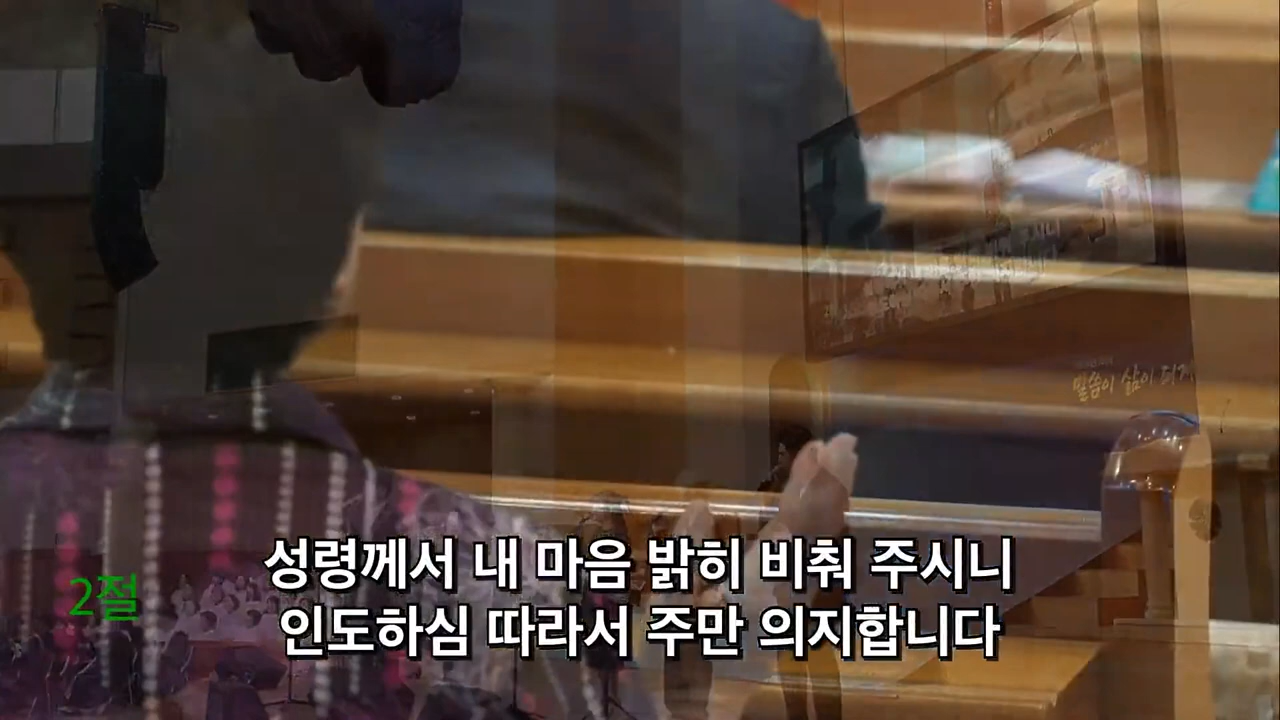 말씀이 삶이 되게
2절
성령께서 내 마음 밝히 비춰 주시니
인도하심 따라서 주만 의지합니다